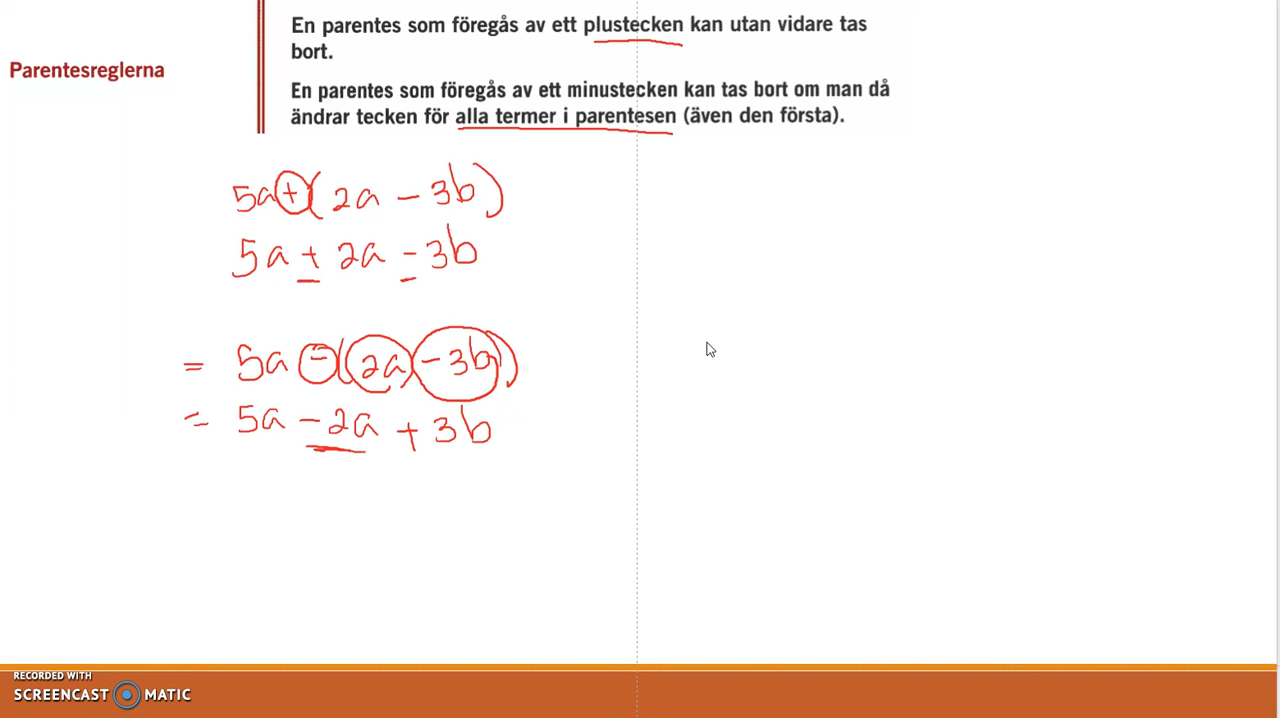 En parentes som föregås av ett plustecken kan utan vidare tas
bort.
Parentesreglerna
En parentes som föregås av ett minustecken kan tas bort om man då
ändrar tecken för alla termer i parentesen (även den första).
5a+(2a - 3b)
5a + 2a - 3b
= 5a -(2a - 3b)
= 5a - 2a + 3b
RECORDED WITH
SCREENCAST MATIC